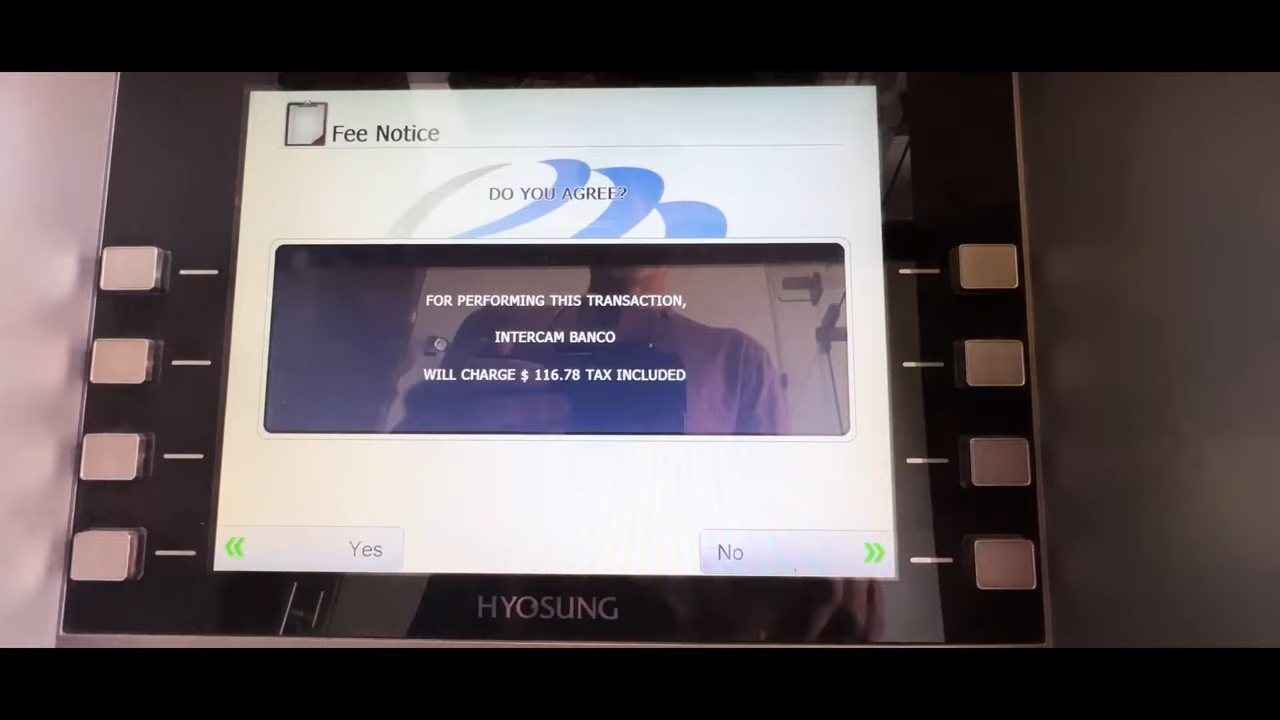 Fee Notice
DO YOU AGREE?
FOR PERFORMING THIS TRANSACTION,
INTERCAM BANCO
WILL CHARGE $ 116.78 TAX INCLUDED
Yes
No
HYOSUNG